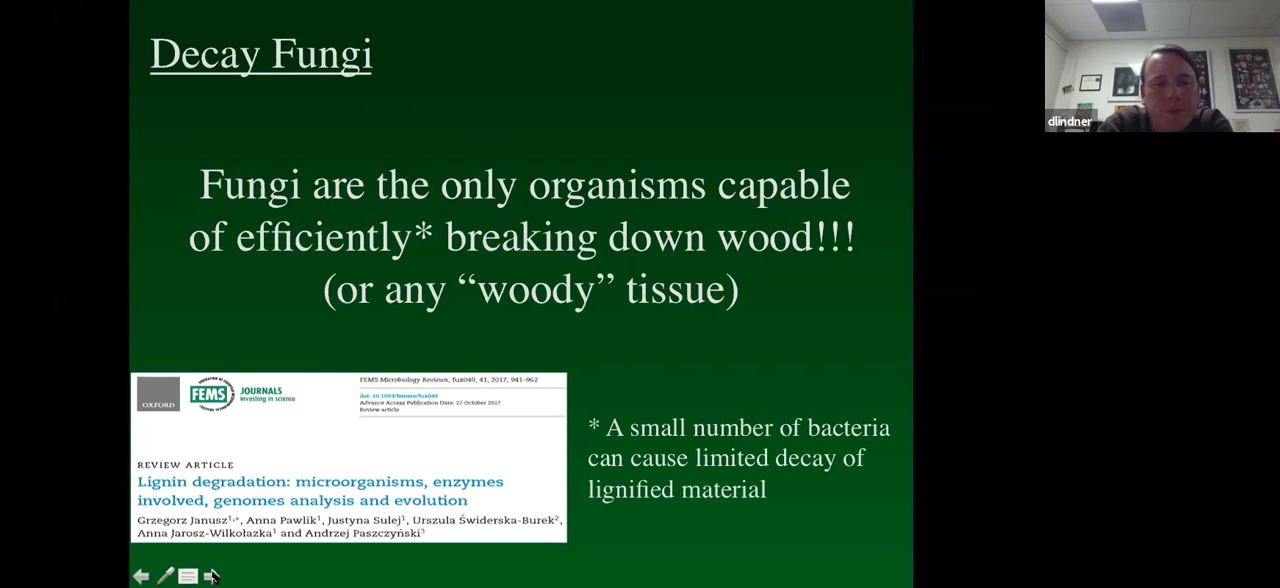 Decay Fungi
Fungi are the only organisms capable
of efficiently* breaking down wood!!!
(or any “woody” tissue)
OXFORD
FEMS
JOURNALS
investing in science
FEMS Microbiology Reviews, fux049, 41, 2017, 941–962
doi: 10.1093/femsre/fux049
Advance Access Publication Date: 27 October 2017
Review article
REVIEW ARTICLE
Lignin degradation: microorganisms, enzymes
involved, genomes analysis and evolution
Grzegorz Janusz1,*, Anna Pawlik1, Justyna Sulej1, Urszula Świderska-Burek2,
Anna Jarosz-Wilkołazka1 and Andrzej Paszczyński3
* A small number of bacteria
can cause limited decay of
lignified material
dlindner